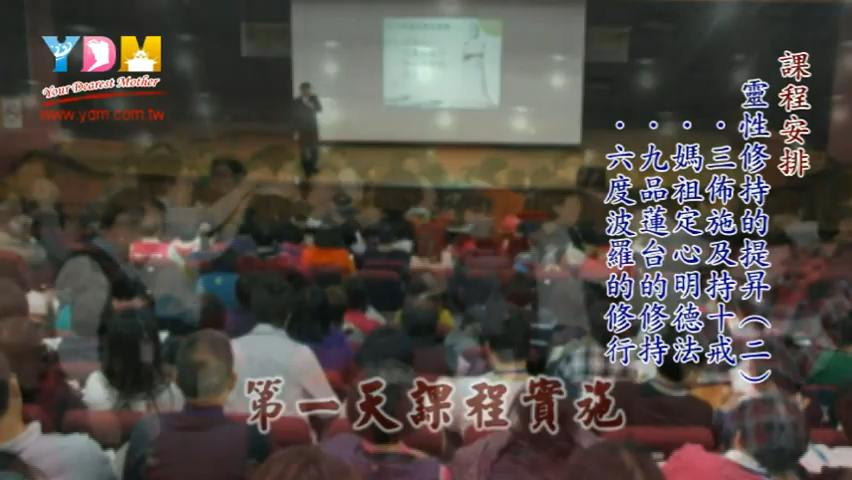 YDM
Your Dearest Mother
www.ydm.com.tw
課程安排
靈性修持的提昇(二)
・三佈施及持十戒
・媽祖定心明德法
・九品蓮台的修持
・六度波羅的修行
第一天課程實施